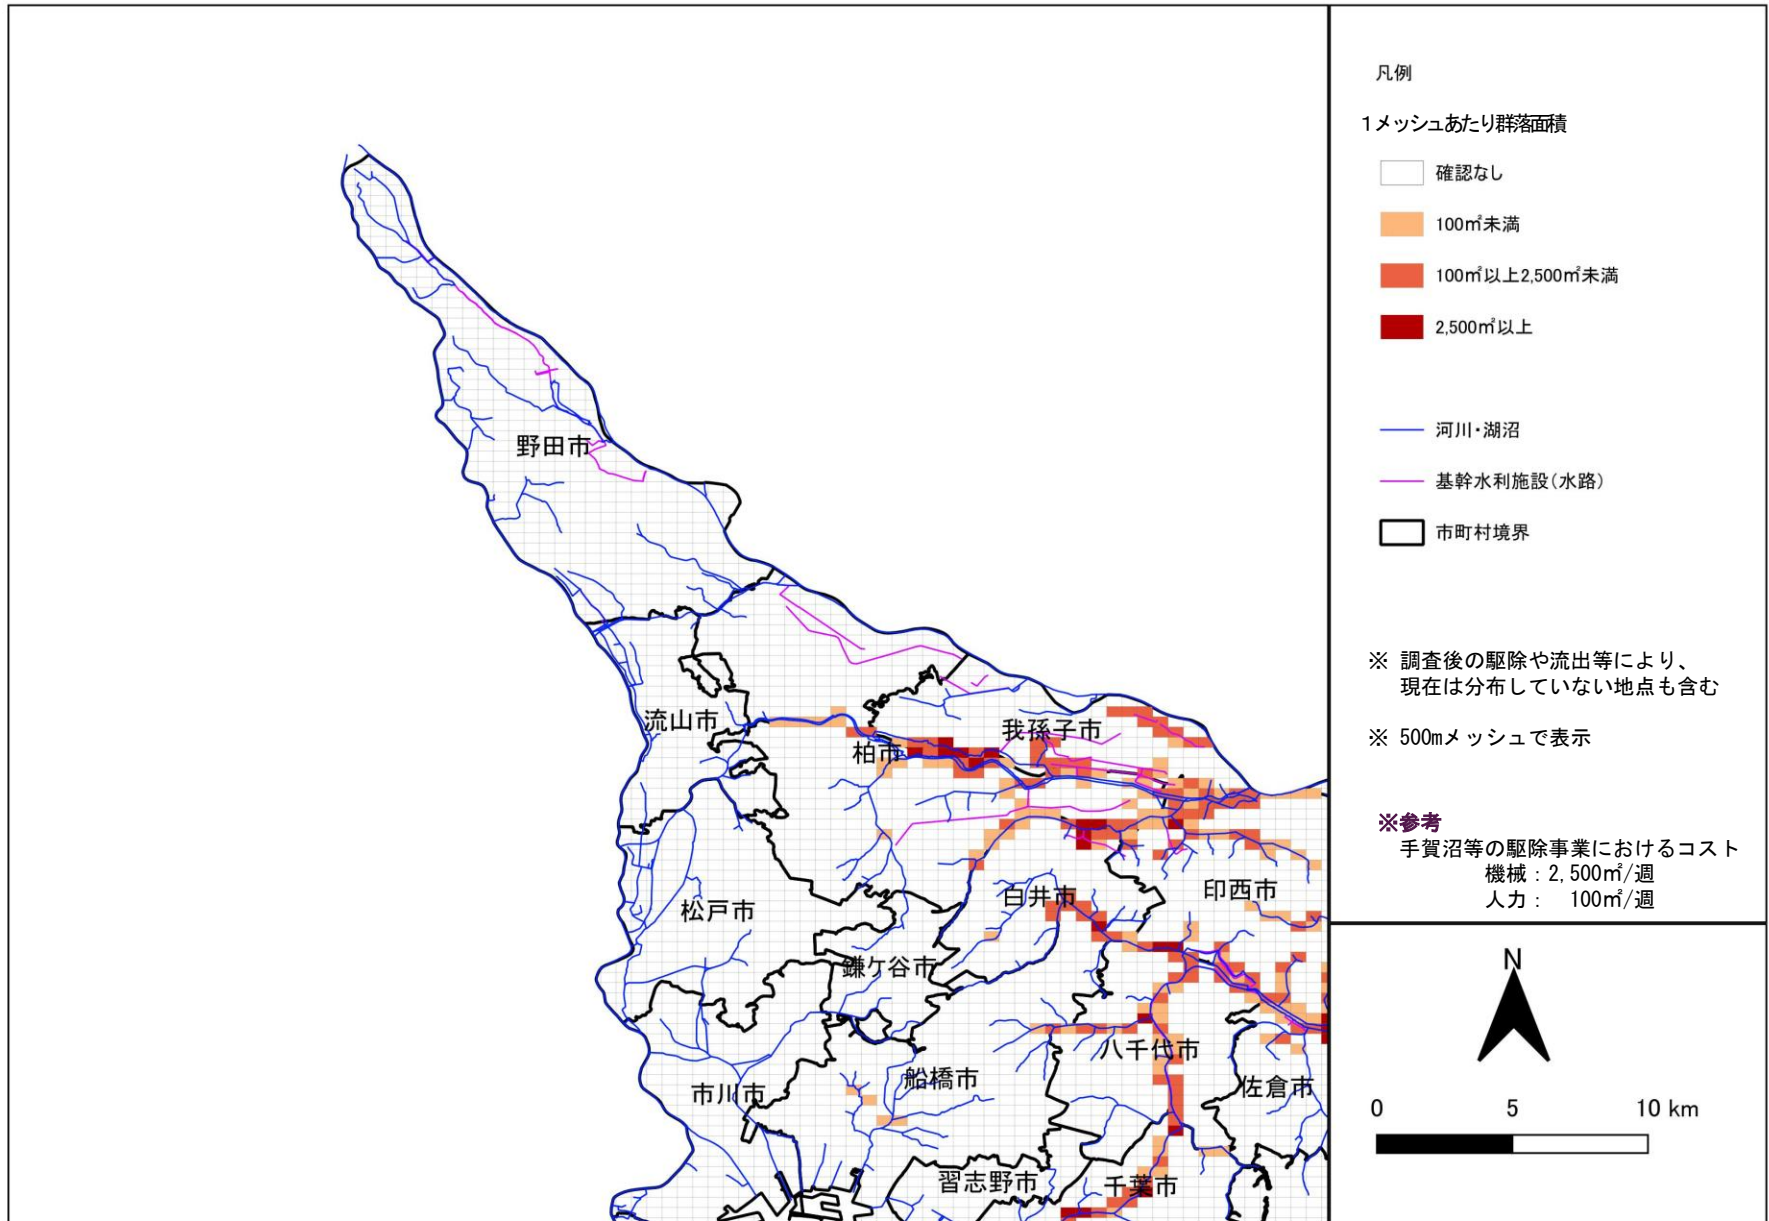 野田市
流山市
柏市
我孫子市
松戸市
白井市
印西市
鎌ケ谷市
八千代市
市川市
船橋市
佐倉市
習志野市
千葉市
凡例
1メッシュあたり群落面積
確認なし
100㎡未満
100㎡以上2,500㎡未満
2,500㎡以上
河川・湖沼
基幹水利施設(水路)
市町村境界
※ 調査後の駆除や流出等により、
現在は分布していない地点も含む
※ 500mメッシュで表示
※参考
手賀沼等の駆除事業におけるコスト
機械：2,500㎡/週
人力： 100㎡/週
N
0 5 10 km